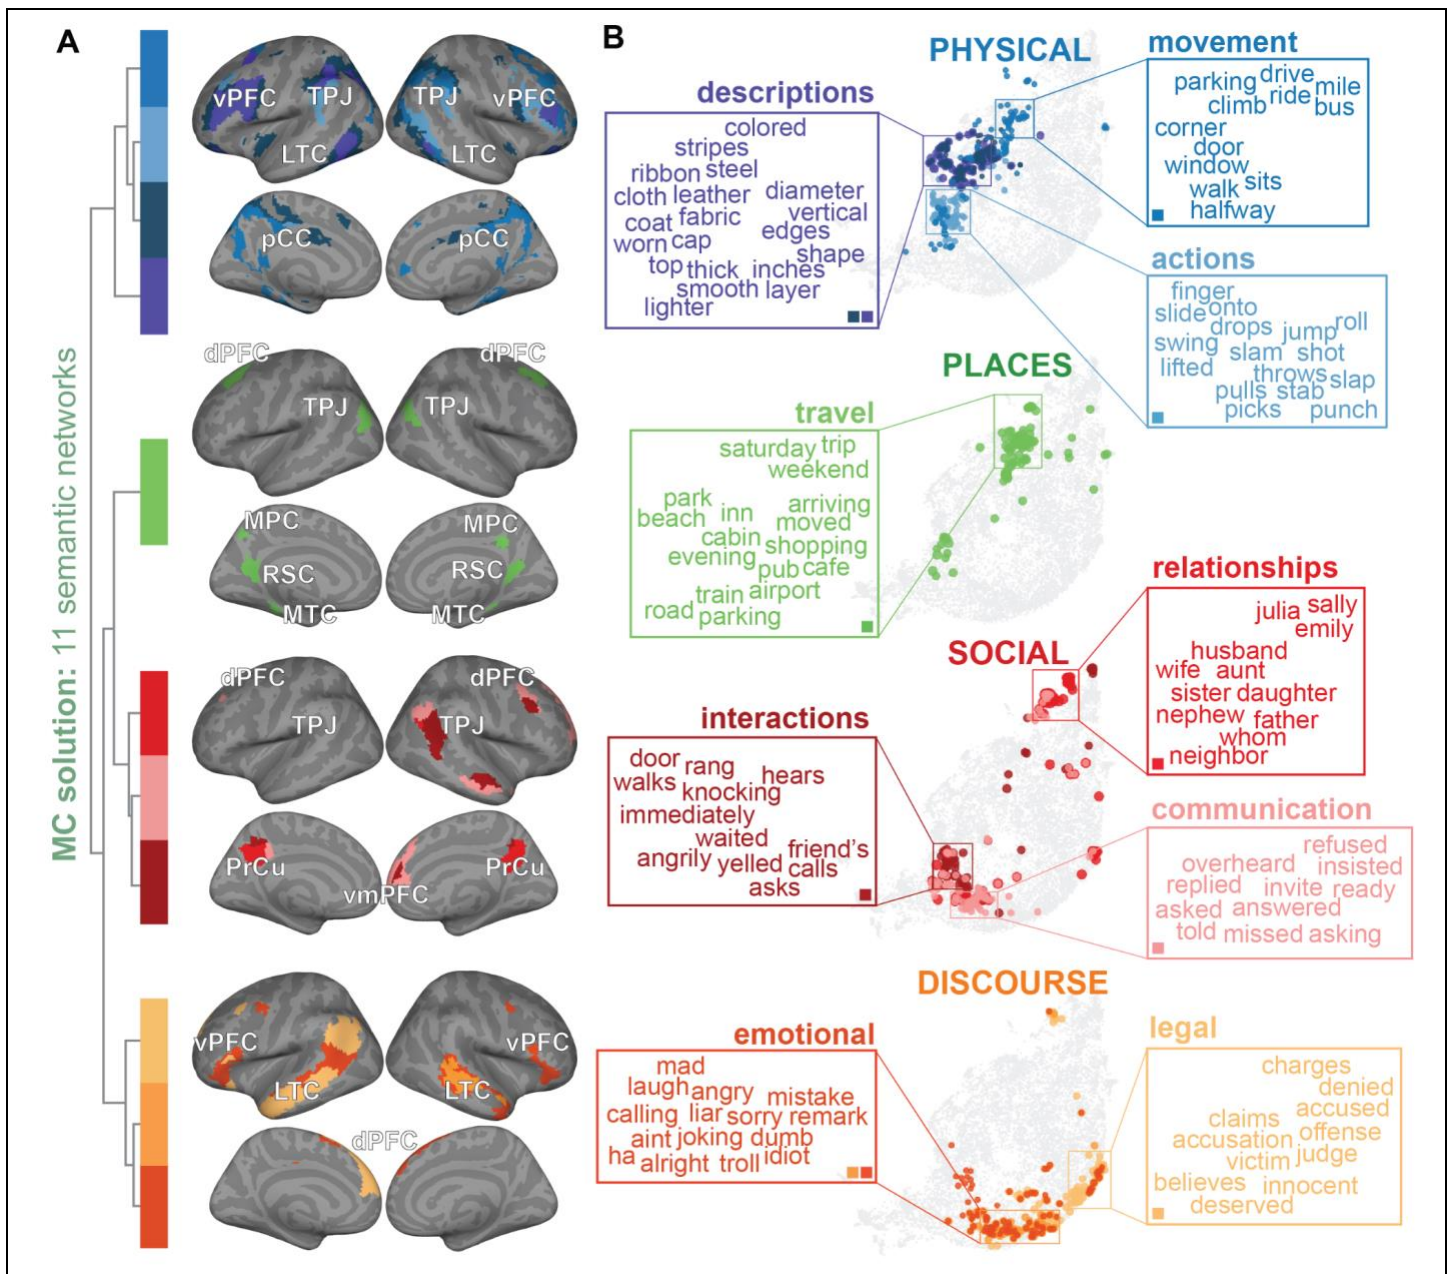 A
B
MC solution: 11 semantic networks
vPFC TPJ TPJ vPFC
LTC LTC
pCC pCC
dPFC dPFC
TPJ TPJ
MPC MPC
RSC RSC
MTC MTC
dPFC dPFC
TPJ TPJ
PrCu PrCu
vmPFC
vPFC vPFC
LTC LTC
dPFC
PHYSICAL
descriptions
colored
stripes
ribbon steel
cloth leather diameter
coat fabric vertical
worn cap edges
shape
top thick inches
smooth layer
lighter
movement
parking drive mile
climb ride bus
corner
door
window
walk sits
halfway
actions
finger
slide onto
drops jump roll
swing slam shot
lifted throws slap
pulls stab
picks punch
PLACES
travel
saturday trip
weekend
park arriving
beach inn moved
cabin shopping
evening pub cafe
train airport
road parking
SOCIAL
relationships
julia sally
emily
husband
wife aunt
sister daughter
nephew father
whom
neighbor
interactions
door rang hears
walks knocking
immediately
waited
angrily yelled friend's
calls
asks
communication
refused
overheard insisted
replied invite ready
asked answered
told missed asking
DISCOURSE
emotional
mad
laugh angry mistake
calling liar sorry remark
aint joking dumb
ha alright troll idiot
legal
charges
denied
claims accused
accusation offense
victim judge
believes innocent
deserved